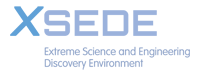 XSEDE
Extreme Science and Engineering
Discovery Environment